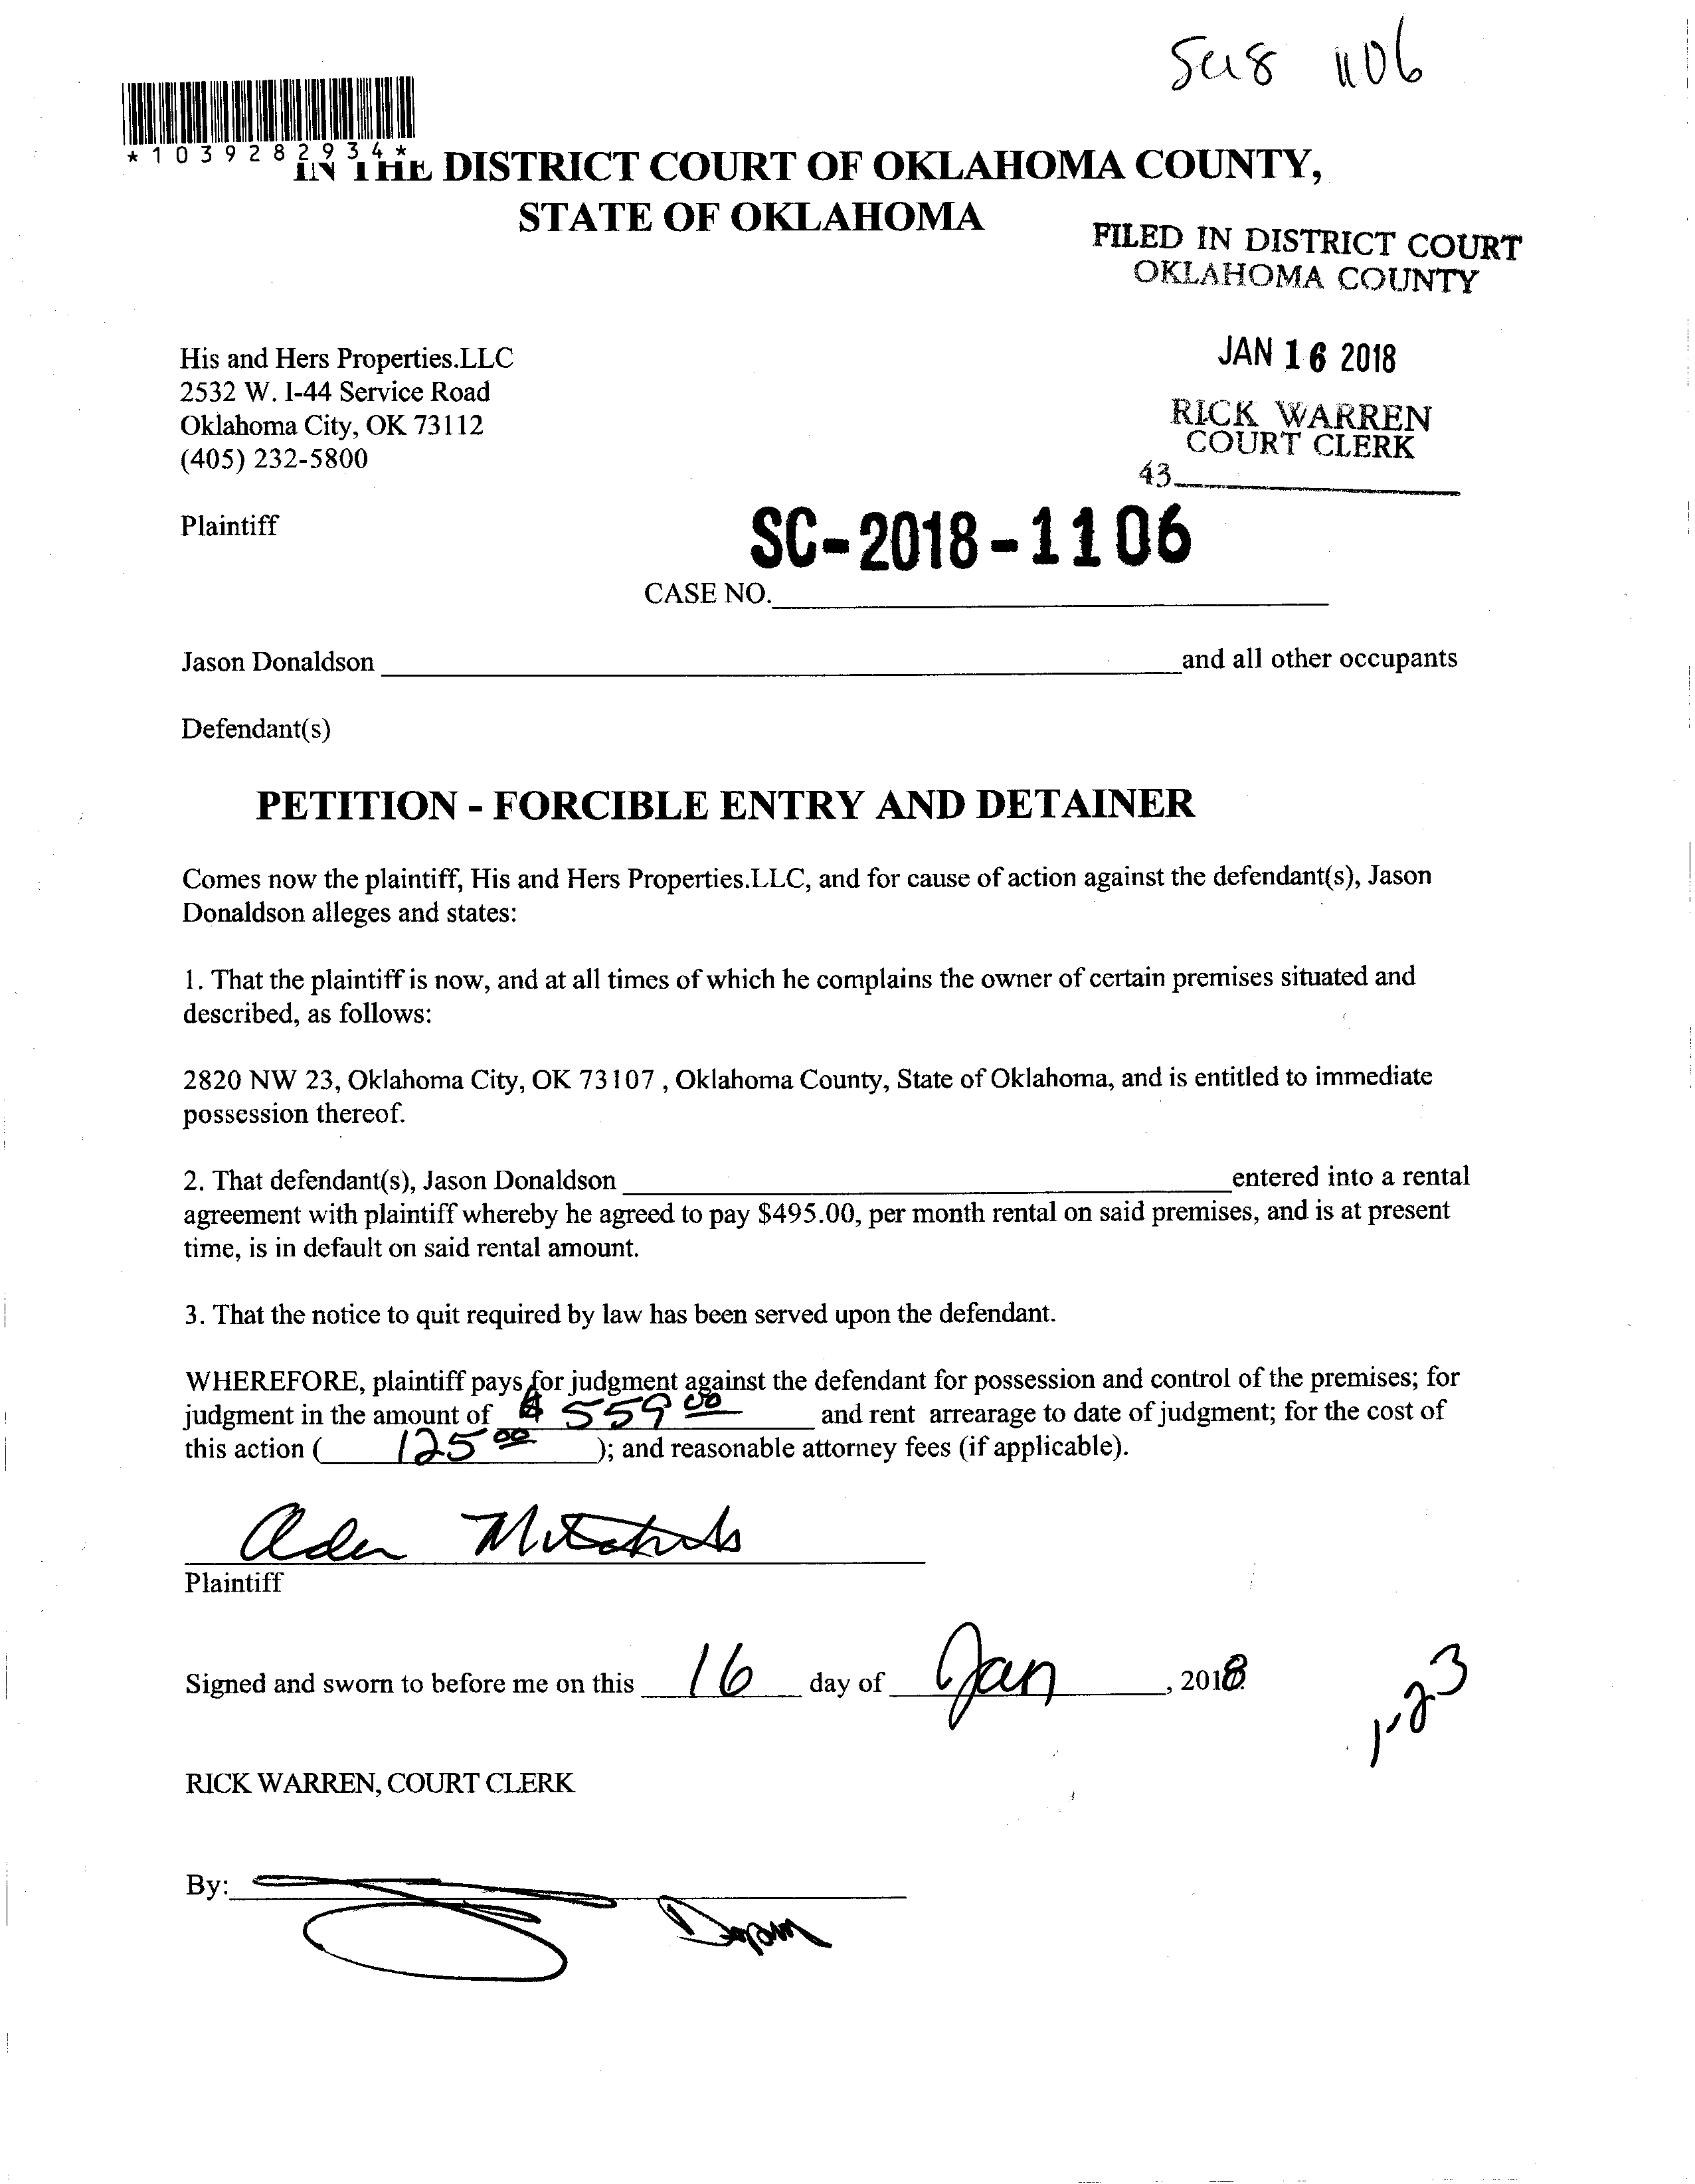 1106
*1039282934*
IN THE DISTRICT COURT OF OKLAHOMA COUNTY,
STATE OF OKLAHOMA
FILED IN DISTRICT COURT
OKLAHOMA COUNTY
JAN 16 2018
RICK WARREN
COURT CLERK
43
His and Hers Properties.LLC
2532 W. I-44 Service Road
Oklahoma City, OK 73112
(405) 232-5800
Plaintiff
SC-2018-1106
CASE NO.
Jason Donaldson and all other occupants
Defendant(s)
PETITION - FORCIBLE ENTRY AND DETAINER
Comes now the plaintiff, His and Hers Properties.LLC, and for cause of action against the defendant(s), Jason
Donaldson alleges and states:
1. That the plaintiff is now, and at all times of which he complains the owner of certain premises situated and
described, as follows:
2820 NW 23, Oklahoma City, OK 73107 , Oklahoma County, State of Oklahoma, and is entitled to immediate
possession thereof.
2. That defendant(s), Jason Donaldson entered into a rental
agreement with plaintiff whereby he agreed to pay $495.00, per month rental on said premises, and is at present
time, is in default on said rental amount.
3. That the notice to quit required by law has been served upon the defendant.
WHEREFORE, plaintiff pays for judgment against the defendant for possession and control of the premises; for
judgment in the amount of $ 559 00 and rent arrearage to date of judgment; for the cost of
this action ( 125 00 ); and reasonable attorney fees (if applicable).
Plaintiff
Signed and sworn to before me on this 16 day of Jan, 2018
1-23
RICK WARREN, COURT CLERK
By: